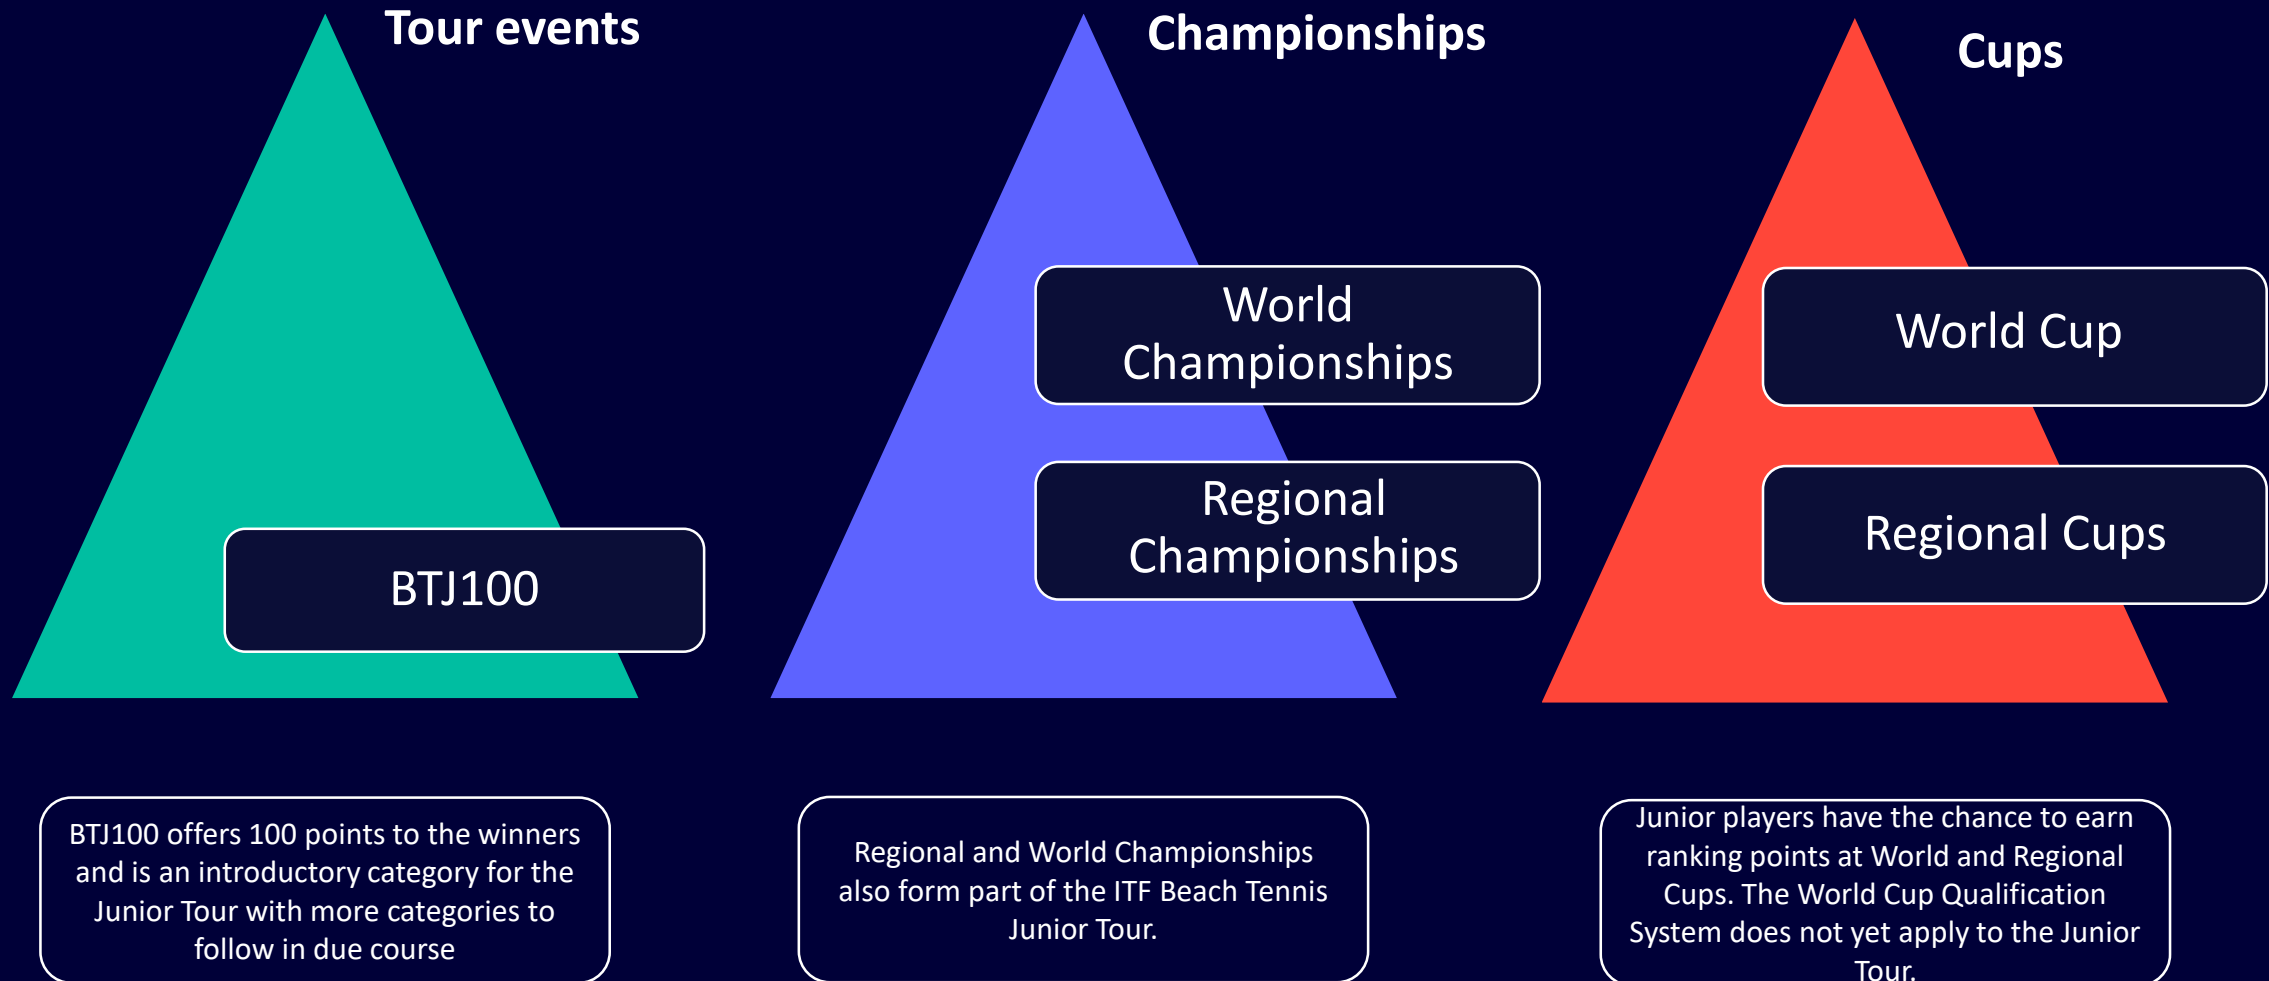 Tour events
BTJ100
BTJ100 offers 100 points to the winners
and is an introductory category for the
Junior Tour with more categories to
follow in due course
Championships
World
Championships
Regional
Championships
Regional and World Championships
also form part of the ITF Beach Tennis
Junior Tour.
Cups
World Cup
Regional Cups
Junior players have the chance to earn
ranking points at World and Regional
Cups. The World Cup Qualification
System does not yet apply to the Junior
Tour.